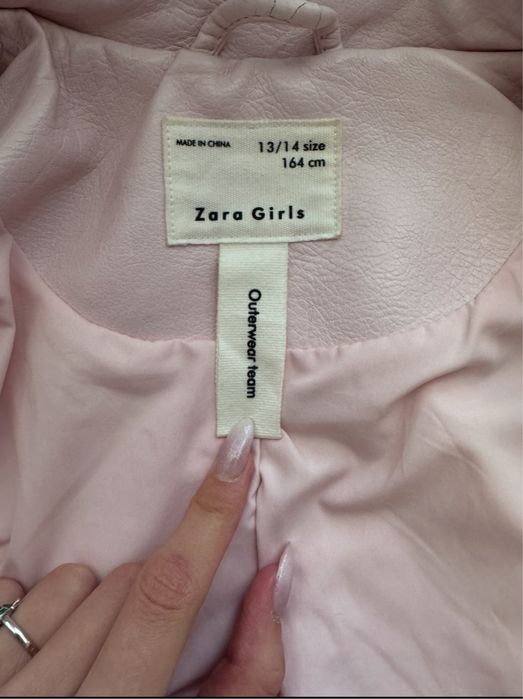 MADE IN CHINA
13/14 size
164 cm
Zara Girls
Outerwear team